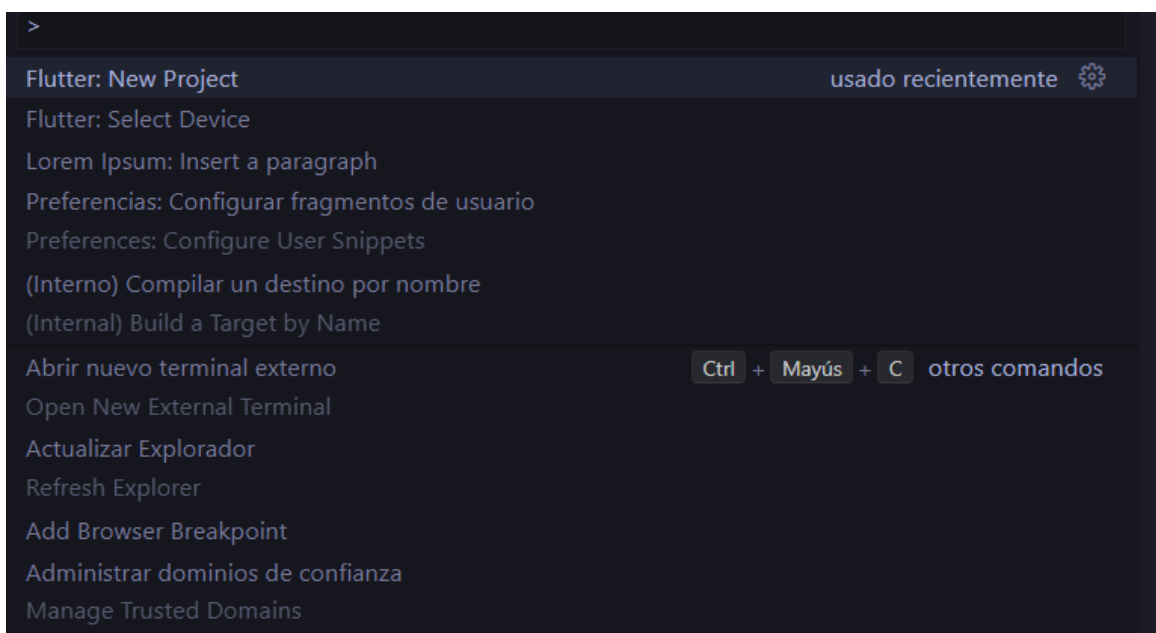 >
Flutter: New Project usado recientemente
Flutter: Select Device
Lorem Ipsum: Insert a paragraph
Preferencias: Configurar fragmentos de usuario
Preferences: Configure User Snippets
(Interno) Compilar un destino por nombre
(Internal) Build a Target by Name
Abrir nuevo terminal externo Ctrl + Mayús + C otros comandos
Open New External Terminal
Actualizar Explorador
Refresh Explorer
Add Browser Breakpoint
Administrar dominios de confianza
Manage Trusted Domains